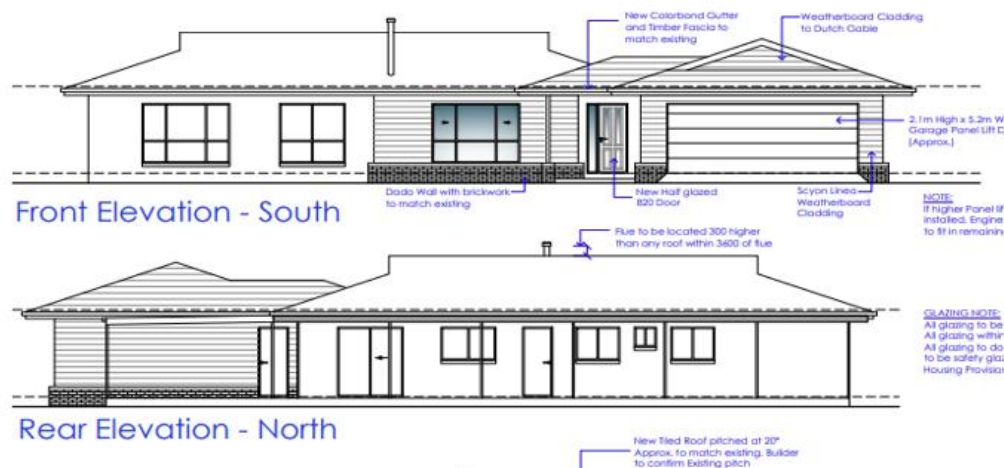 New Colorbond Gutter
and Timber Fascia to
match existing
Weatherboard Cladding
to Dutch Gable
2.1m High x 5.2m W
Garage Panel Lift D
(Approx.)
Dado Wall with brickwork
to match existing
New Half glazed
820 Door
Scyon Linea
Weatherboard
Cladding
NOTE:
If higher Panel lif
installed, Engine
to fit in remainin
Front Elevation - South
Flue to be located 300 higher
than any roof within 3600 of flue
GLAZING NOTE:
All glazing to be
All glazing within
All glazing to do
to be safety glaz
Housing Provision
Rear Elevation - North
New Tiled Roof pitched at 20°
Approx. to match existing. Builder
to confirm Existing pitch